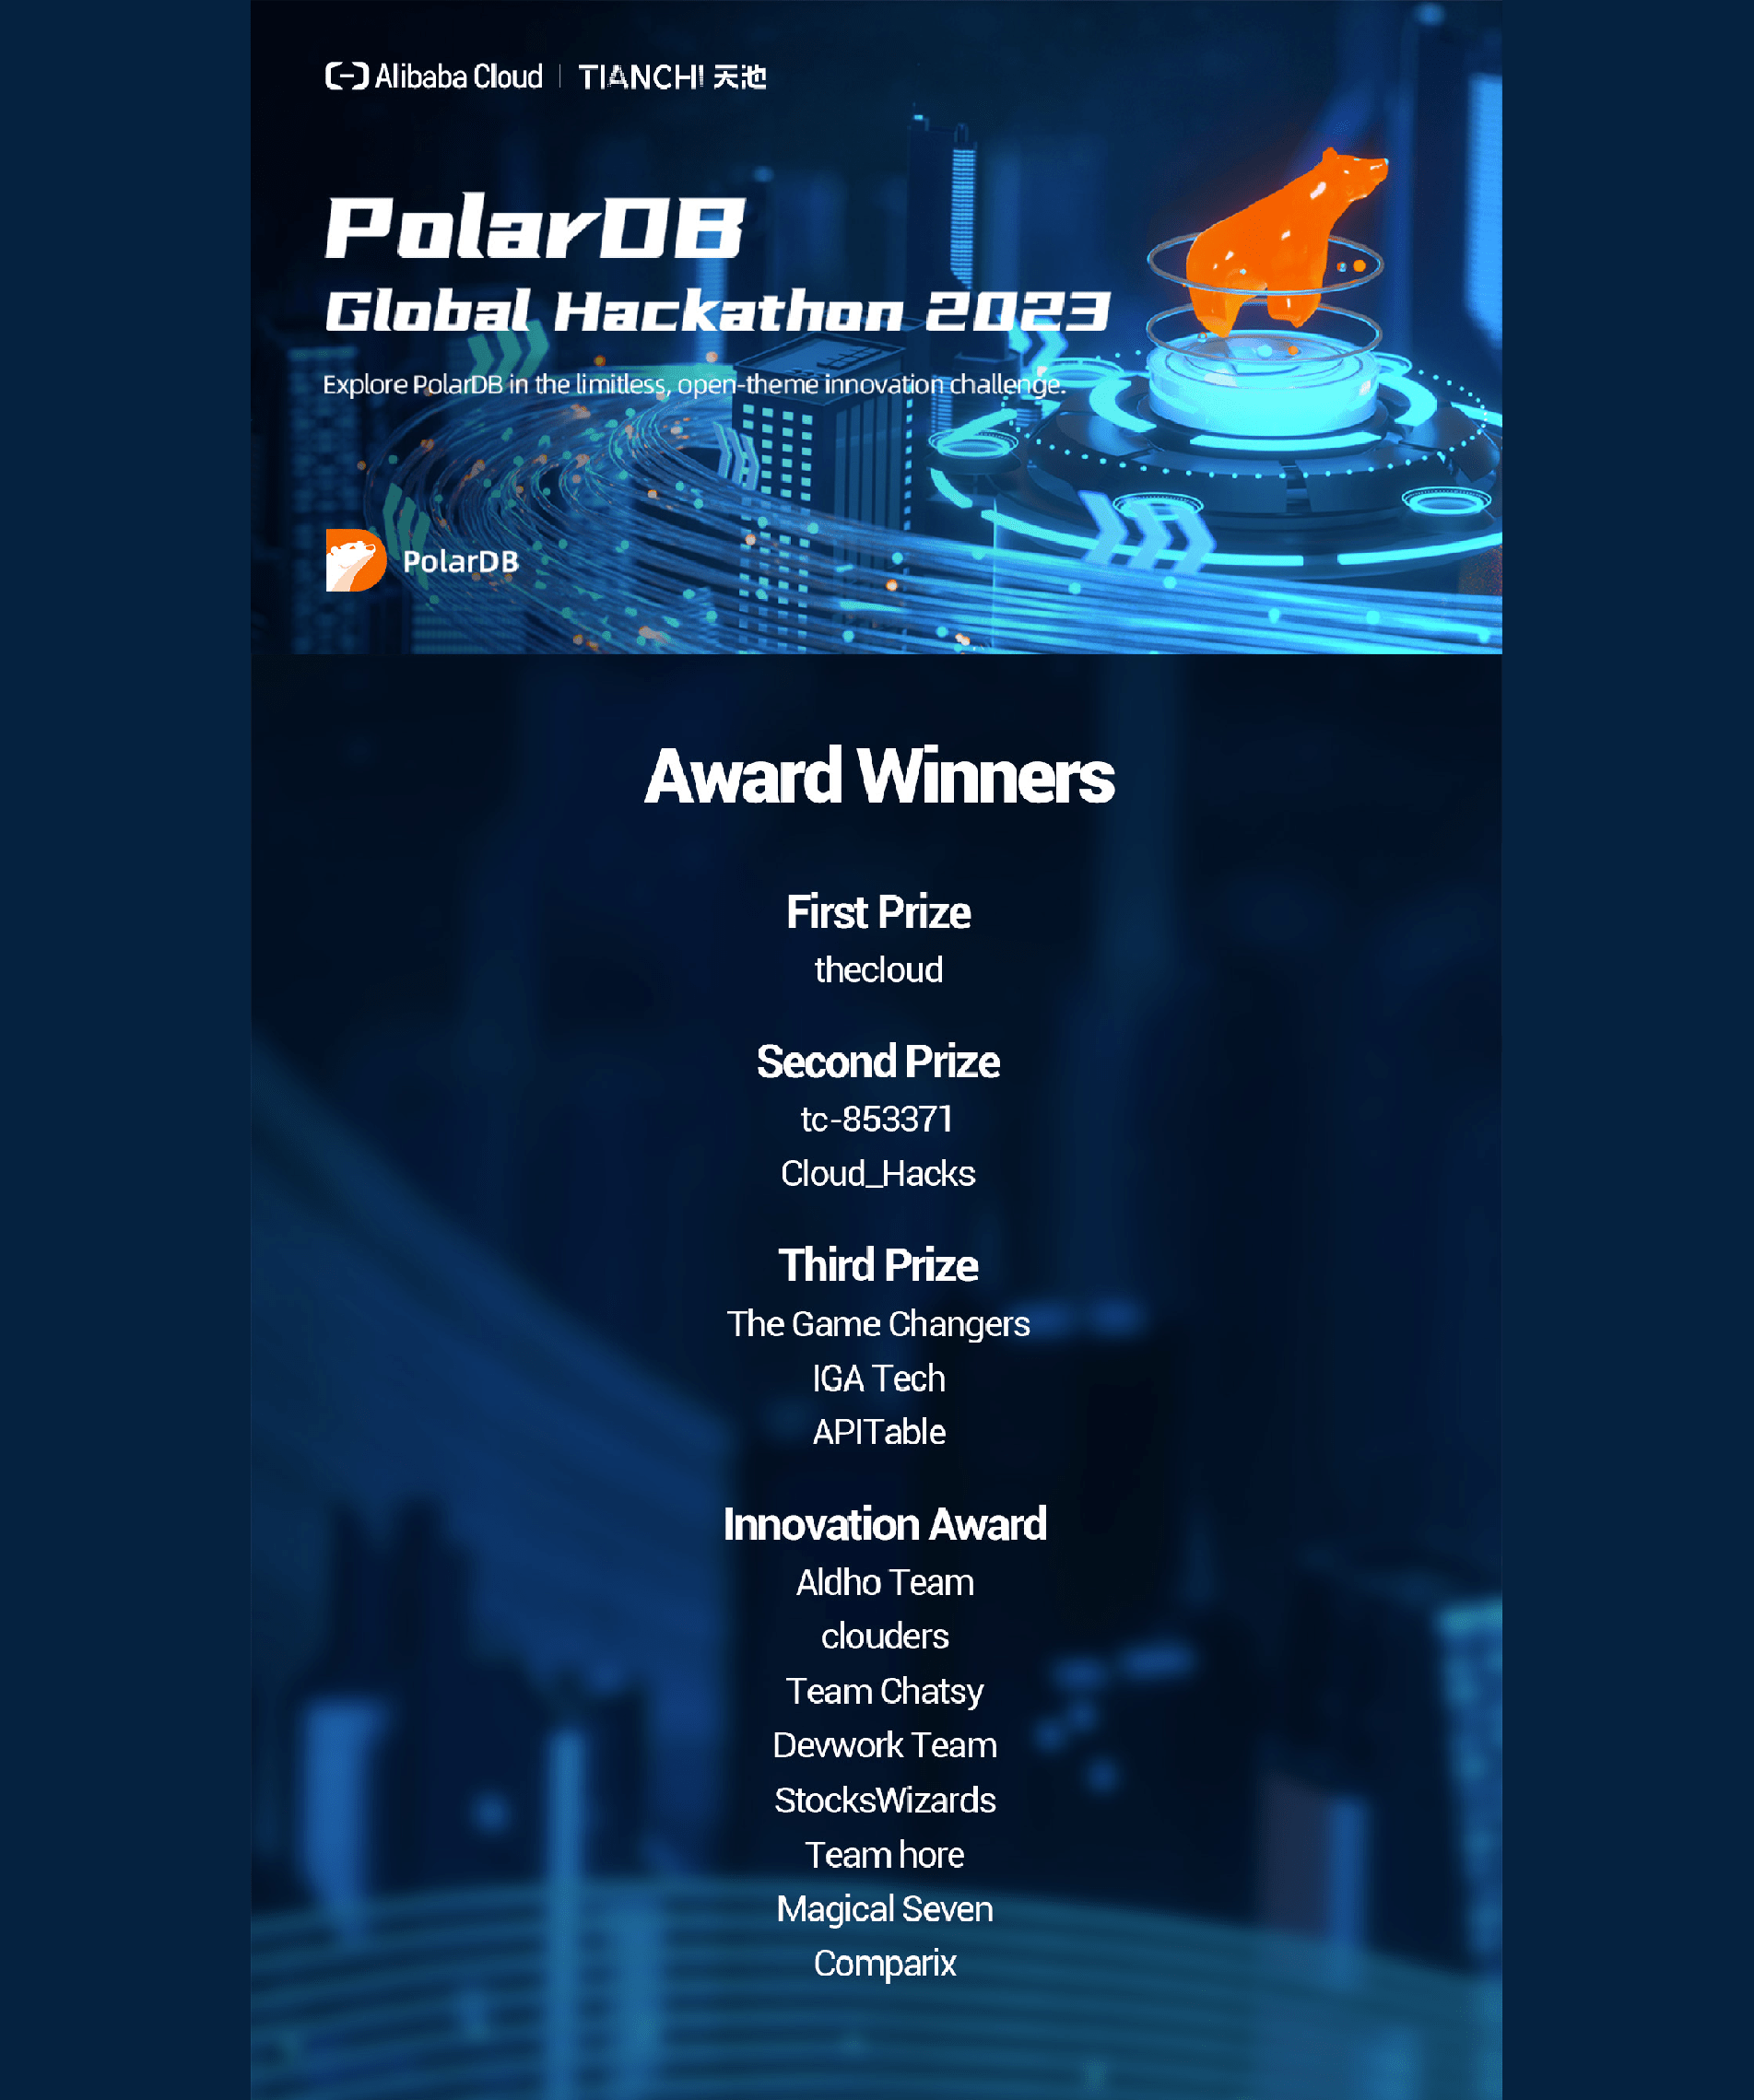 Alibaba Cloud | TIANCHI 天池
PolarDB
Global Hackathon 2023
Explore PolarDB in the limitless, open-theme innovation challenge.
PolarDB
Award Winners
First Prize
thecloud
Second Prize
tc-853371
Cloud_Hacks
Third Prize
The Game Changers
IGA Tech
APITable
Innovation Award
Aldho Team
clouders
Team Chatsy
Devwork Team
StocksWizards
Team hore
Magical Seven
Comparix